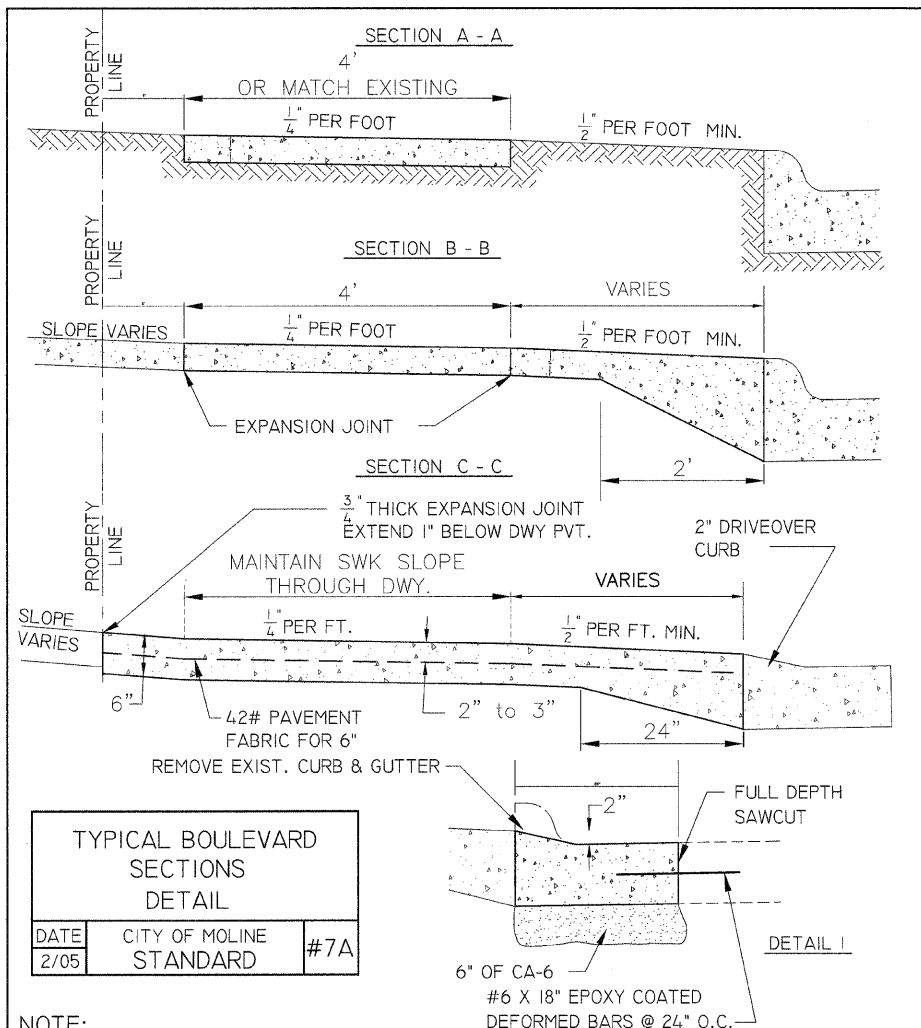 SECTION A - A
PROPERTY
LINE
4'
OR MATCH EXISTING
1/4" PER FOOT
1/2" PER FOOT MIN.
SECTION B - B
PROPERTY
LINE
4'
VARIES
SLOPE VARIES
1/4" PER FOOT
1/2" PER FOOT MIN.
EXPANSION JOINT
2'
SECTION C - C
PROPERTY
LINE
3/4" THICK EXPANSION JOINT
EXTEND 1" BELOW DWY PVT.
2" DRIVEOVER
CURB
MAINTAIN SWK SLOPE
THROUGH DWY.
VARIES
SLOPE
VARIES
1/4" PER FT.
1/2" PER FT. MIN.
6"
42# PAVEMENT
FABRIC FOR 6"
2" to 3"
24"
REMOVE EXIST. CURB & GUTTER
2"
FULL DEPTH
SAWCUT
TYPICAL BOULEVARD
SECTIONS
DETAIL
DATE
2/05
CITY OF MOLINE
STANDARD
#7A
DETAIL 1
6" OF CA-6
#6 X 18" EPOXY COATED
DEFORMED BARS @ 24" O.C.
NOTE: